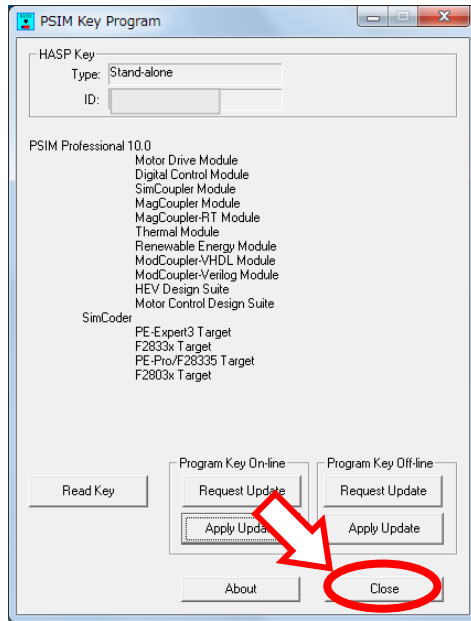 PSIM Key Program
HASP Key
Type: Stand-alone
ID:
PSIM Professional 10.0
Motor Drive Module
Digital Control Module
SimCoupler Module
MagCoupler Module
MagCoupler-RT Module
Thermal Module
Renewable Energy Module
ModCoupler-VHDL Module
ModCoupler-Verilog Module
HEV Design Suite
Motor Control Design Suite
SimCoder
PE-Expert3 Target
F2833x Target
PE-Pro/F28335 Target
F2803x Target
Program Key On-line
Program Key Off-line
Read Key
Request Update
Request Update
Apply Update
Apply Update
About
Close